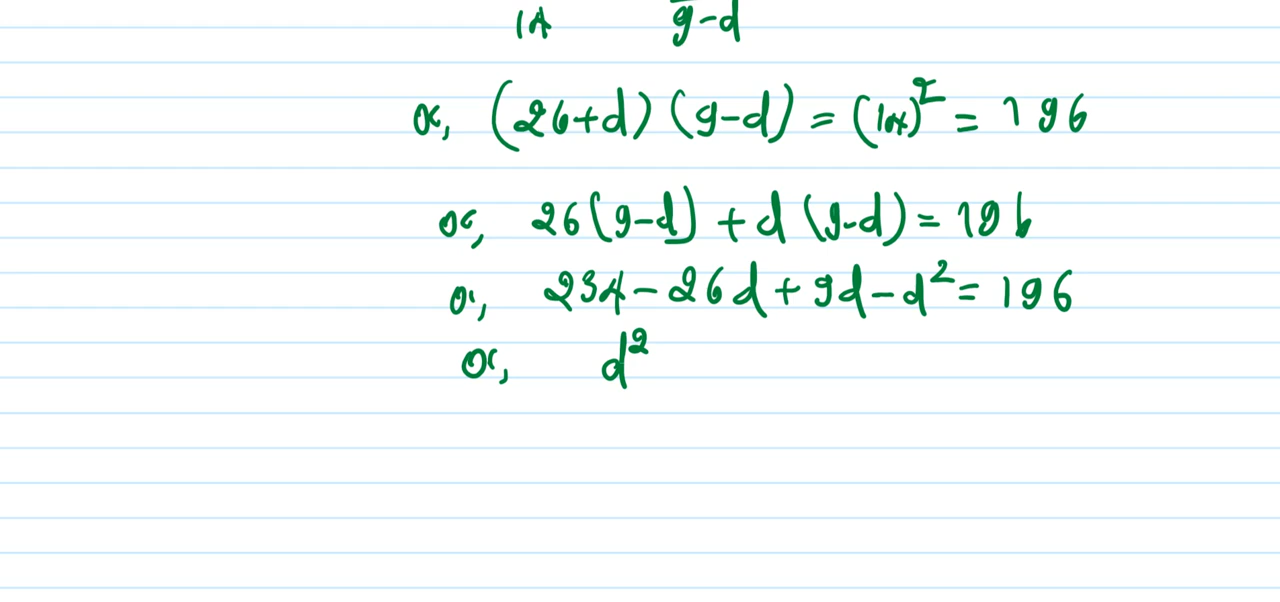 14 g-d
or, (26+d) (9-d) = (14)² = 196
or, 26 (9-d) + d (9-d) = 196
or, 234 - 26d + 9d - d² = 196
or, d²